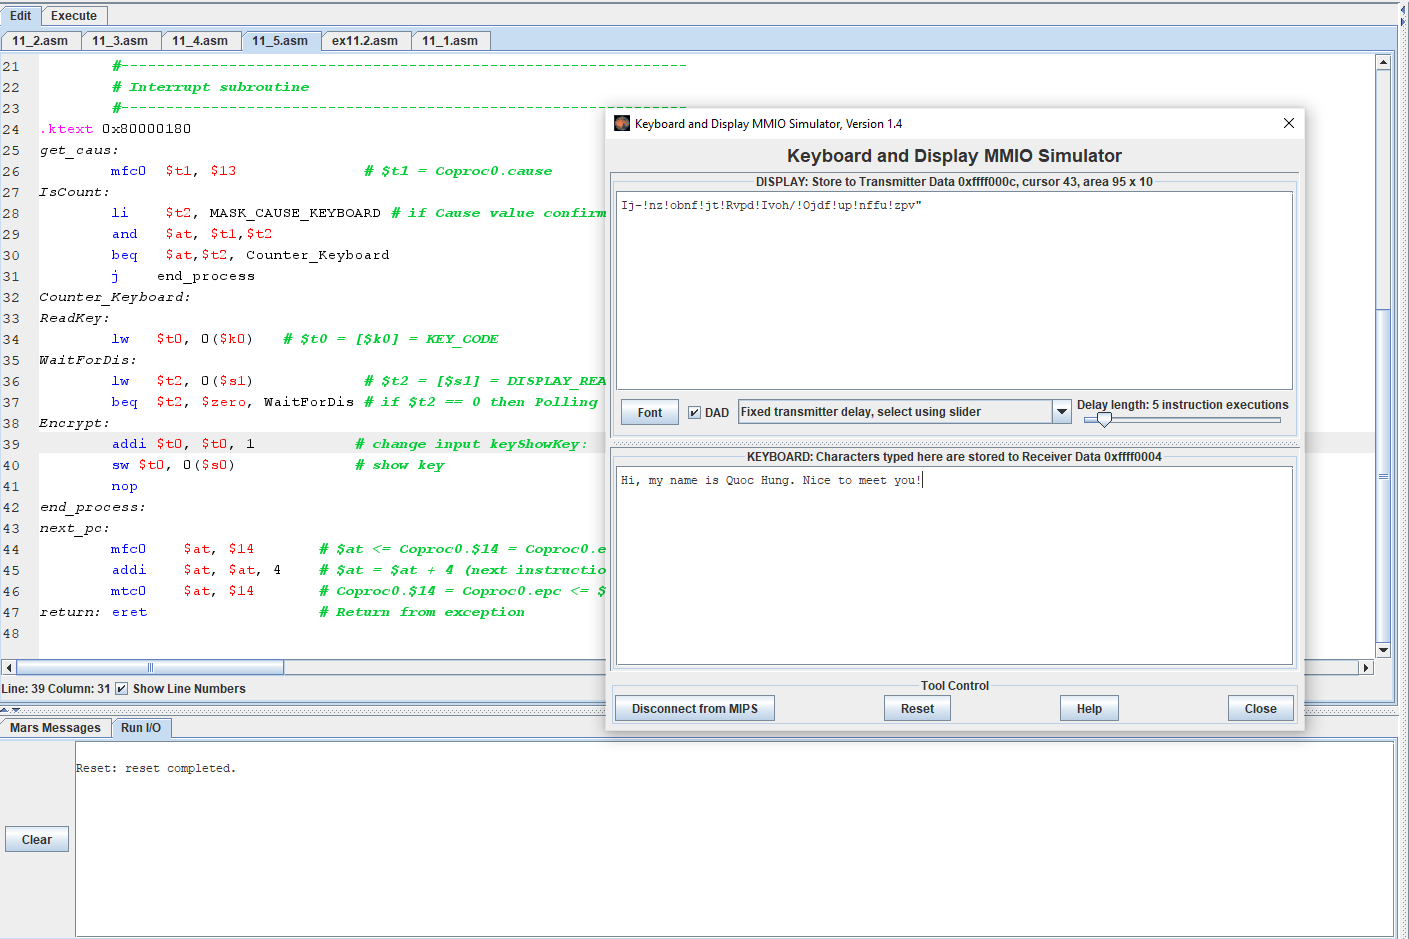 Edit Execute
11_2.asm 11_3.asm 11_4.asm 11_5.asm ex11.2.asm 11_1.asm
21 #---------------------------------------------------------------
22 # Interrupt subroutine
23 #---------------------------------------------------------------
24 .ktext 0x80000180
25 get_caus:
26 mfc0 $t1, $13 # $t1 = Coproc0.cause
27 IsCount:
28 li $t2, MASK_CAUSE_KEYBOARD # if Cause value confirm
29 and $at, $t1,$t2
30 beq $at,$t2, Counter_Keyboard
31 j end_process
32 Counter_Keyboard:
33 ReadKey:
34 lw $t0, 0($k0) # $t0 = [$k0] = KEY_CODE
35 WaitForDis:
36 lw $t2, 0($s1) # $t2 = [$s1] = DISPLAY_REA
37 beq $t2, $zero, WaitForDis # if $t2 == 0 then Polling
38 Encrypt:
39 addi $t0, $t0, 1 # change input keyShowKey:
40 sw $t0, 0($s0) # show key
41 nop
42 end_process:
43 next_pc:
44 mfc0 $at, $14 # $at <= Coproc0.$14 = Coproc0.e
45 addi $at, $at, 4 # $at = $at + 4 (next instructio
46 mtc0 $at, $14 # Coproc0.$14 = Coproc0.epc <= $
47 return: eret # Return from exception
48
Line: 39 Column: 31 Show Line Numbers
Keyboard and Display MMIO Simulator, Version 1.4
Keyboard and Display MMIO Simulator
DISPLAY: Store to Transmitter Data 0xffff000c, cursor 43, area 95 x 10
Ij-!nz!obnf!jt!Rvpd!Ivoh/!Ojdf!up!nffu!zpv"
Font DAD Fixed transmitter delay, select using slider Delay length: 5 instruction executions
KEYBOARD: Characters typed here are stored to Receiver Data 0xffff0004
Hi, my name is Quoc Hung. Nice to meet you!
Tool Control
Disconnect from MIPS Reset Help Close
Mars Messages Run I/O
Reset: reset completed.
Clear